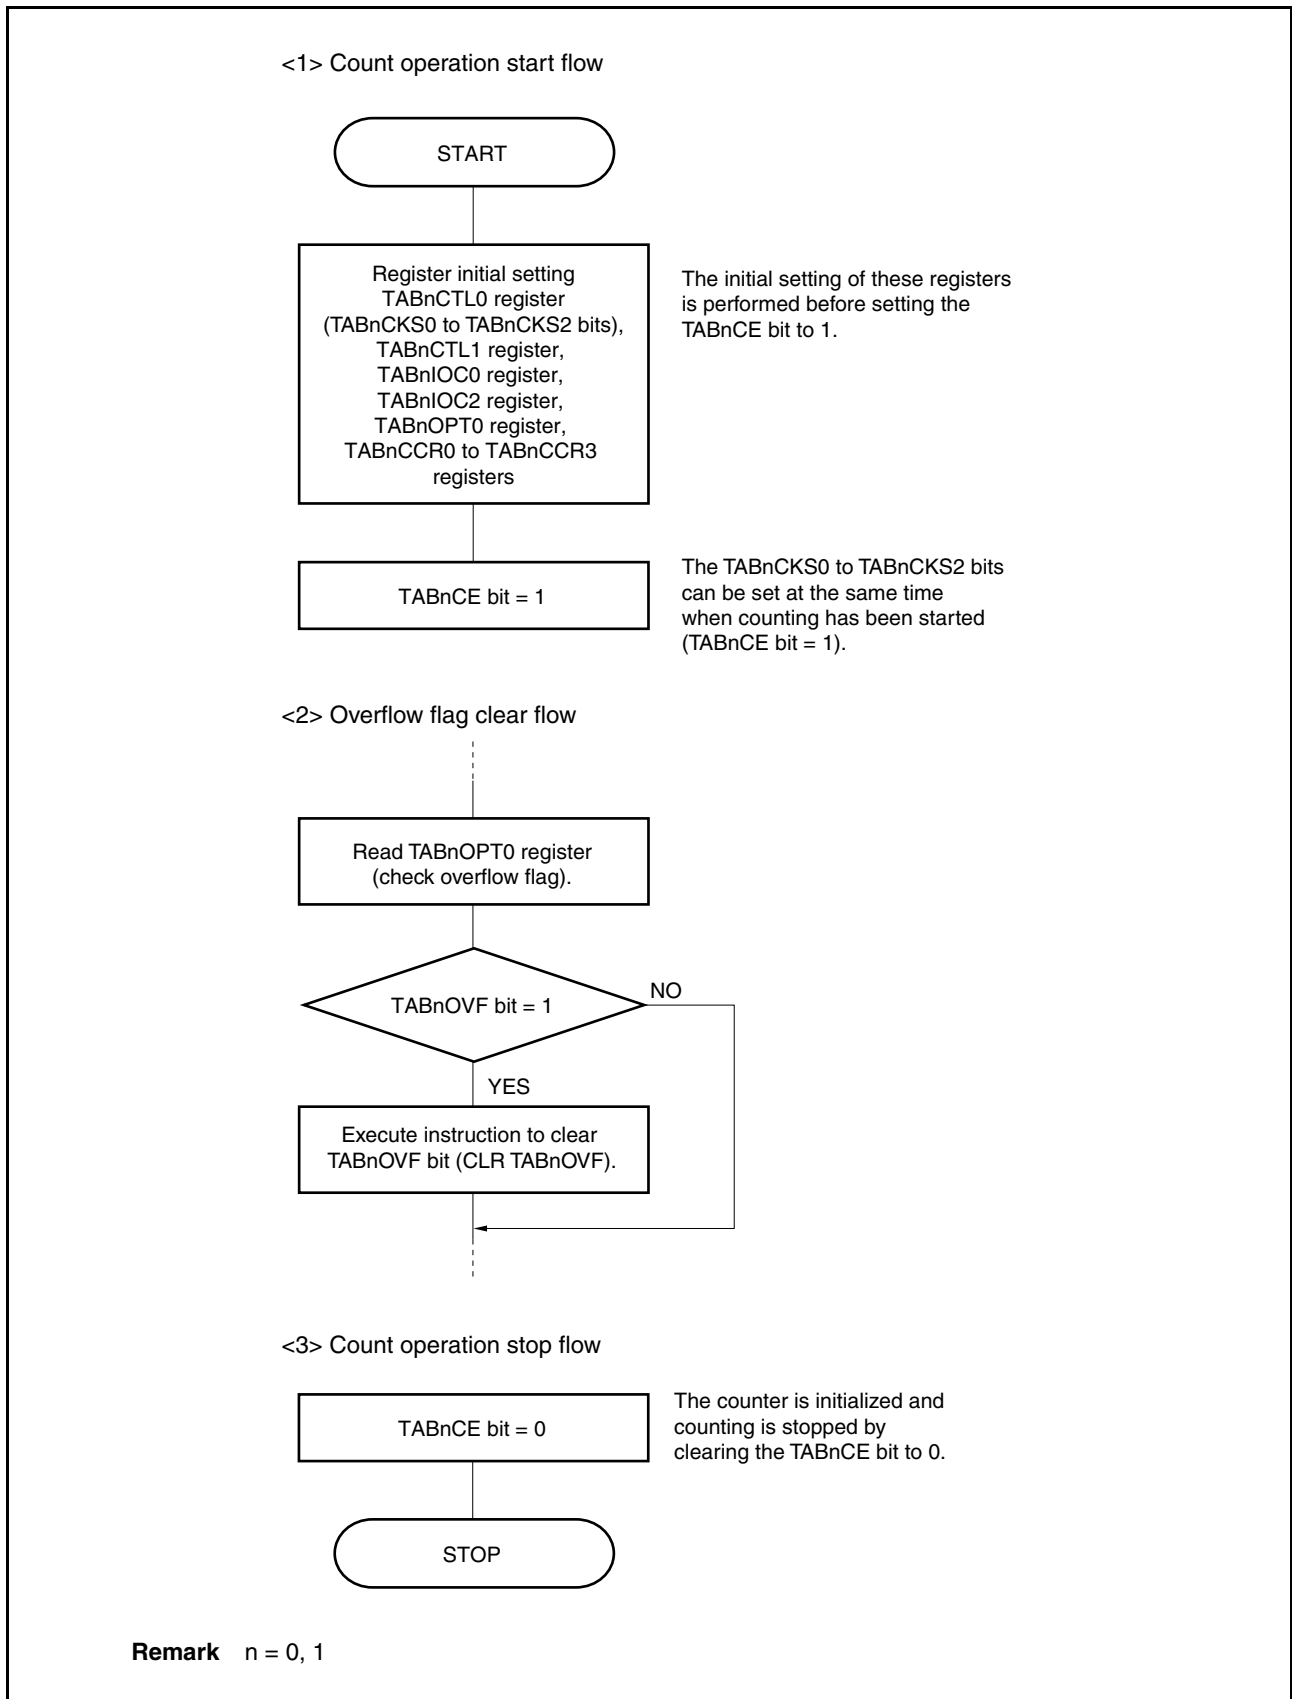 <1> Count operation start flow
START
Register initial setting
TABnCTL0 register
(TABnCKS0 to TABnCKS2 bits),
TABnCTL1 register,
TABnIOC0 register,
TABnIOC2 register,
TABnOPT0 register,
TABnCCR0 to TABnCCR3
registers
The initial setting of these registers
is performed before setting the
TABnCE bit to 1.
TABnCE bit = 1
The TABnCKS0 to TABnCKS2 bits
can be set at the same time
when counting has been started
(TABnCE bit = 1).
<2> Overflow flag clear flow
Read TABnOPT0 register
(check overflow flag).
TABnOVF bit = 1
NO
YES
Execute instruction to clear
TABnOVF bit (CLR TABnOVF).
<3> Count operation stop flow
TABnCE bit = 0
The counter is initialized and
counting is stopped by
clearing the TABnCE bit to 0.
STOP
Remark n = 0, 1